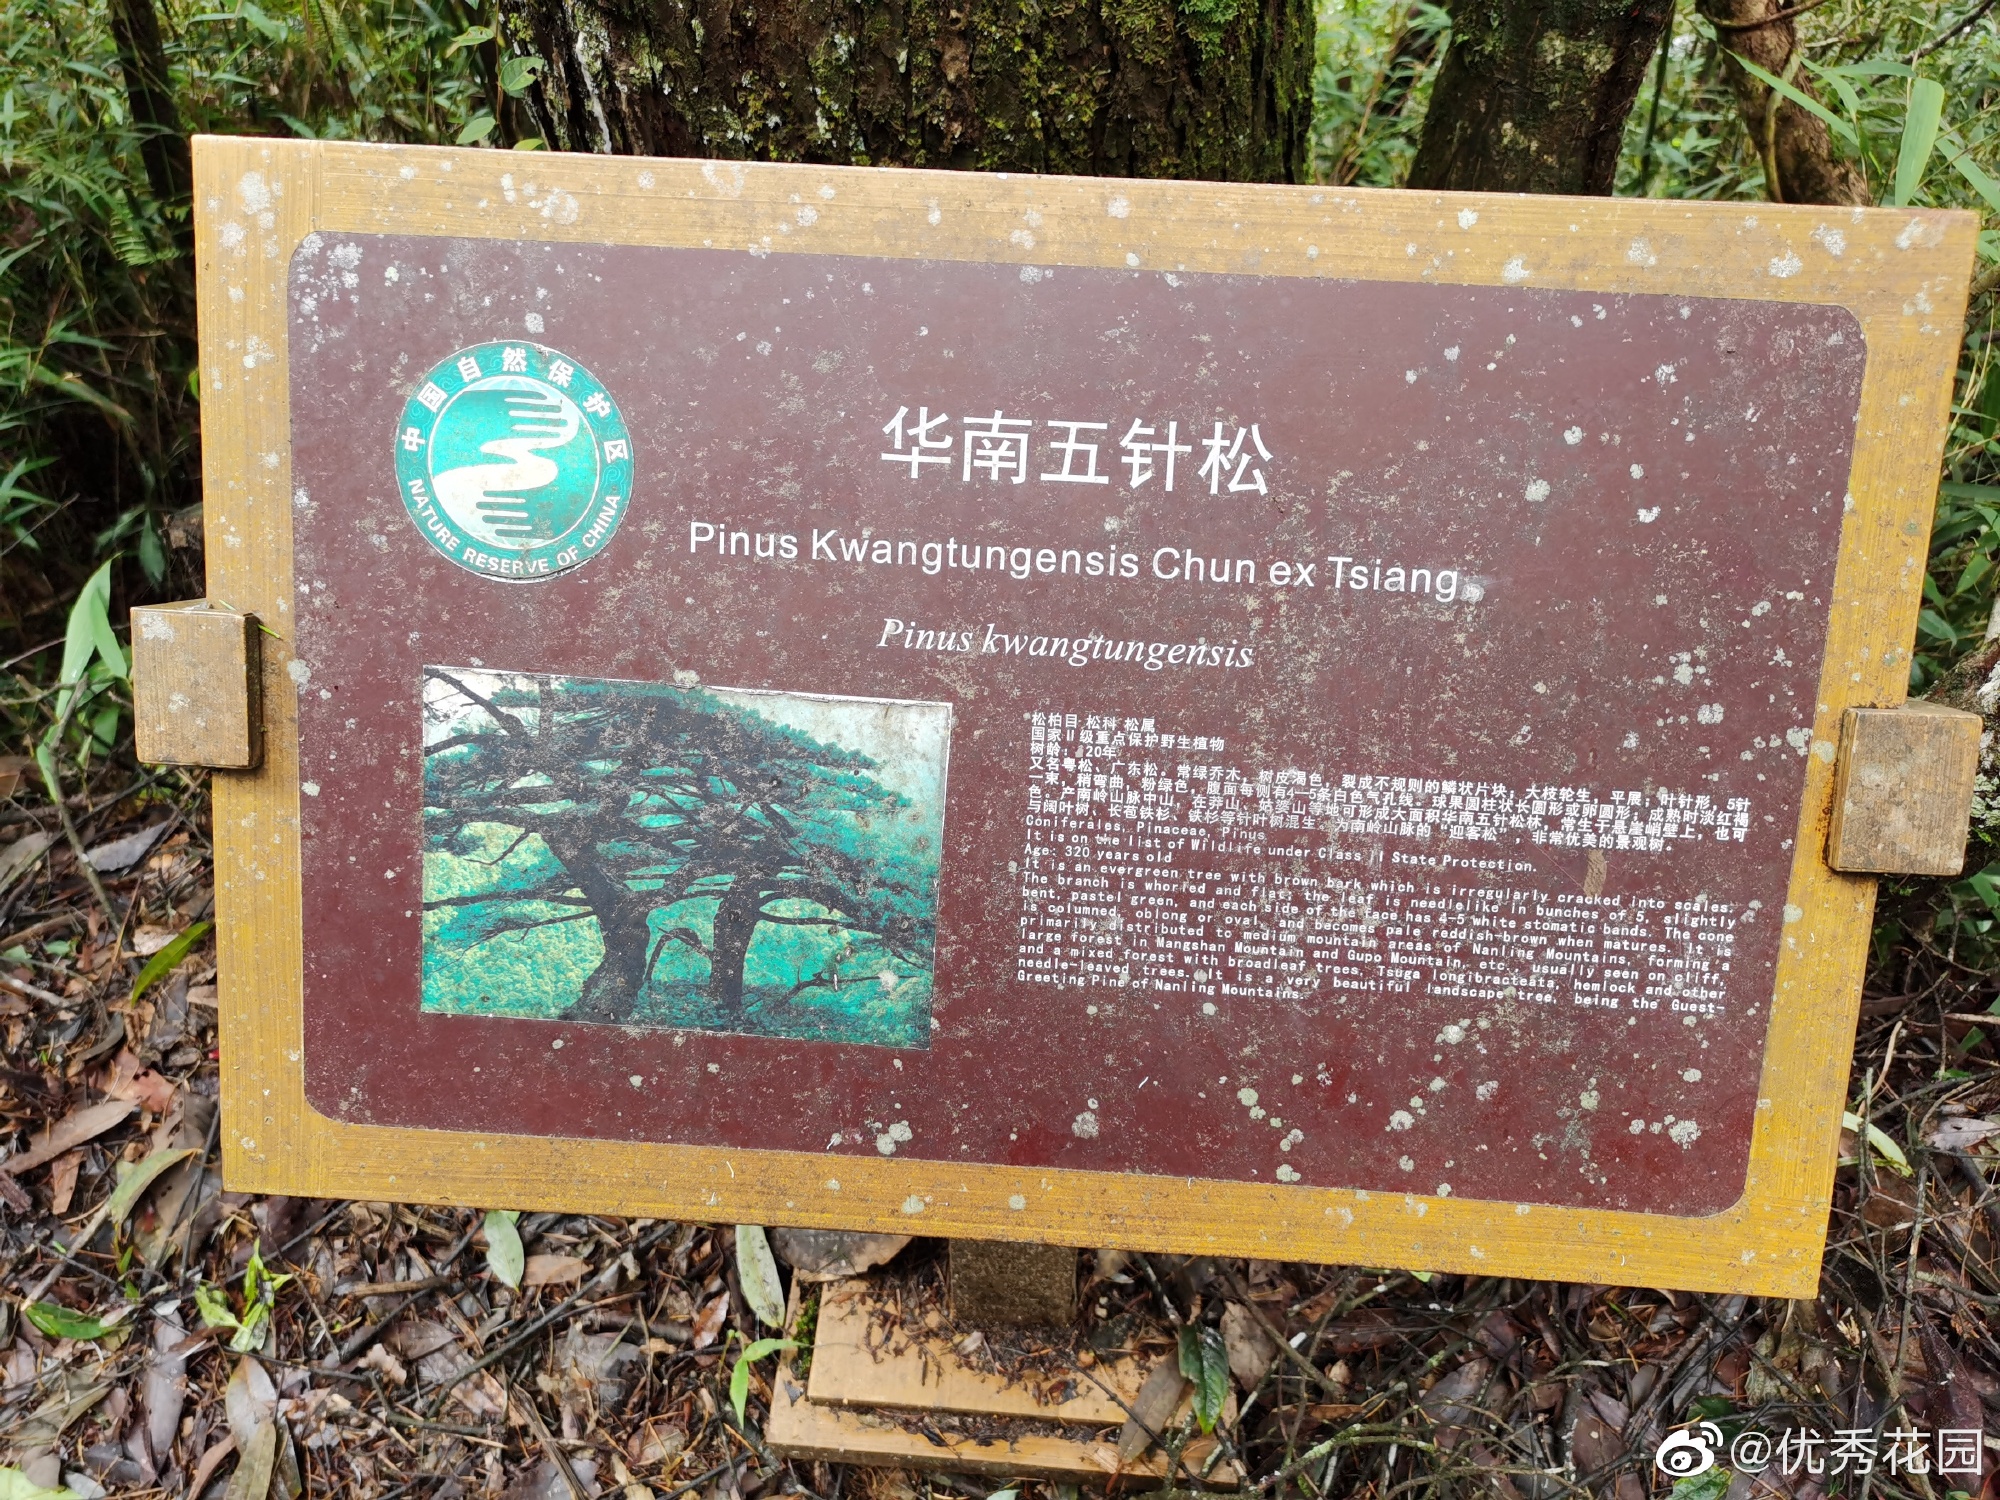 中国自然保护区
NATURE RESERVE OF CHINA
华南五针松
Pinus Kwangtungensis Chun ex Tsiang
Pinus kwangtungensis
松柏目 松科 松属
国家II级重点保护野生植物
树龄： 20年
又名粤松、广东松。常绿乔木，树皮渴色，裂成不规则的鳞状片块；大枝轮生，平展；叶针形，5针
一束，稍弯曲，粉绿色，腹面每侧有4—5条白色气孔线。球果圆柱状长圆形或卵圆形；成熟时淡红褐
色。产南岭山脉中山，在莽山、姑婆山等地可形成大面积华南五针松林，常生于悬崖峭壁上，也可
与阔叶树、长苞铁杉、铁杉等针叶树混生。为南岭山脉的“迎客松”，非常优美的景观树。
Coniferales, Pinaceae, Pinus
It is on the list of Wildlife under Class II State Protection.
Age: 320 years old
It is an evergreen tree with brown bark which is irregularly cracked into scales.
The branch is whorled and flat; the leaf is needlelike in bunches of 5, slightly
bent, pastel green, and each side of the face has 4-5 white stomatic bands. The cone
is columned, oblong or oval, and becomes pale reddish-brown when matures. It is
primarily distributed to medium mountain areas of Nanling Mountains, forming a
large forest in Mangshan Mountain and Gupo Mountain, etc., usually seen on cliff,
and a mixed forest with broadleaf trees, Tsuga longibracteata, hemlock and other
needle-leaved trees. It is a very beautiful landscape tree, being the Guest-
Greeting Pine of Nanling Mountains.
@优秀花园